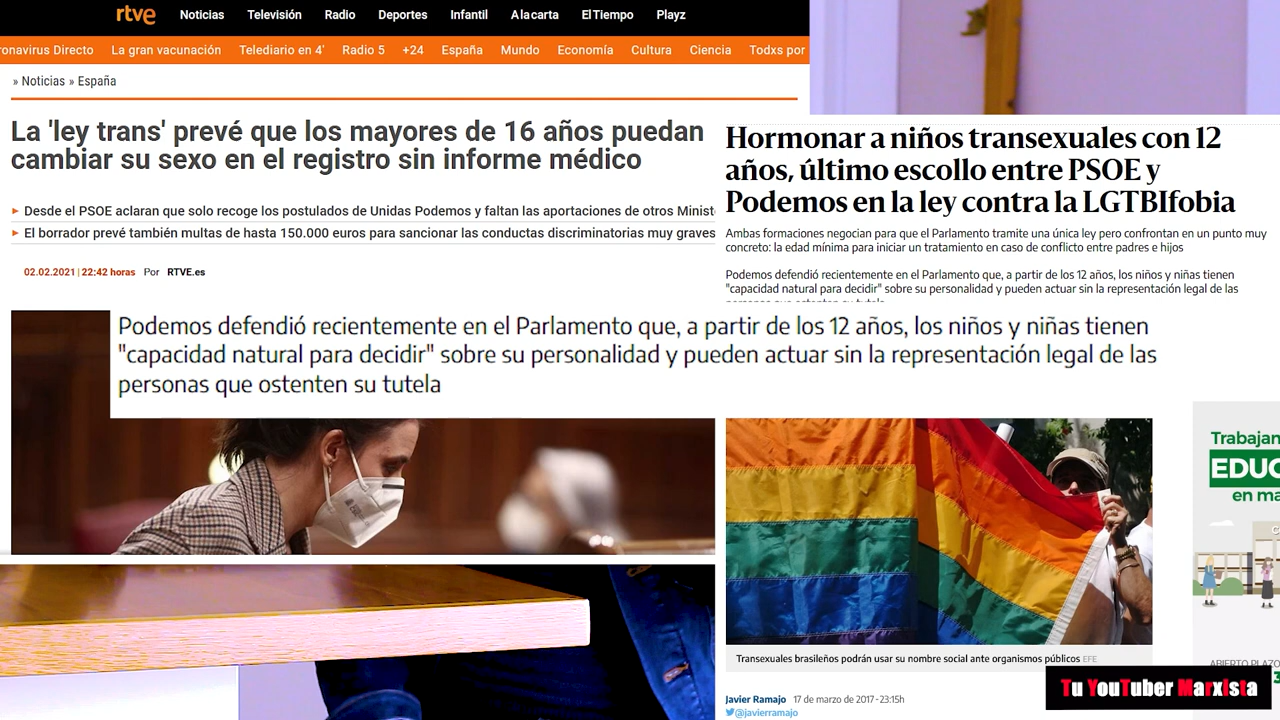 rtve
Noticias Televisión Radio Deportes Infantil A la carta El Tiempo Playz
Directo La gran vacunación Telediario en 4' Radio 5 +24 España Mundo Economía Cultura Ciencia Todxs por
» Noticias » España
La 'ley trans' prevé que los mayores de 16 años puedan
cambiar su sexo en el registro sin informe médico
Desde el PSOE aclaran que solo recoge los postulados de Unidas Podemos y faltan las aportaciones de otros
El borrador prevé también multas de hasta 150.000 euros para sancionar las conductas discriminatorias muy graves
02.02.2021 | 22:42 horas Por RTVE.es
Hormonar a niños transexuales con 12
años, último escollo entre PSOE y
Podemos en la ley contra la LGTBIfobia
Ambas formaciones negocian para que el Parlamento tramite una única ley pero confrontan en un punto muy
concreto: la edad mínima para iniciar un tratamiento en caso de conflicto entre padres e hijos
Podemos defendió recientemente en el Parlamento que, a partir de los 12 años, los niños y niñas tienen
"capacidad natural para decidir" sobre su personalidad y pueden actuar sin la representación legal de las
Podemos defendió recientemente en el Parlamento que, a partir de los 12 años, los niños y niñas tienen
"capacidad natural para decidir" sobre su personalidad y pueden actuar sin la representación legal de las
personas que ostenten su tutela
Trabajan
EDUC
en ma
Transexuales brasileños podrán usar su nombre social ante organismos públicos EFE
Javier Ramajo 17 de marzo de 2017 - 23:15h
@javierramajo
Tu YouTuber Marxista